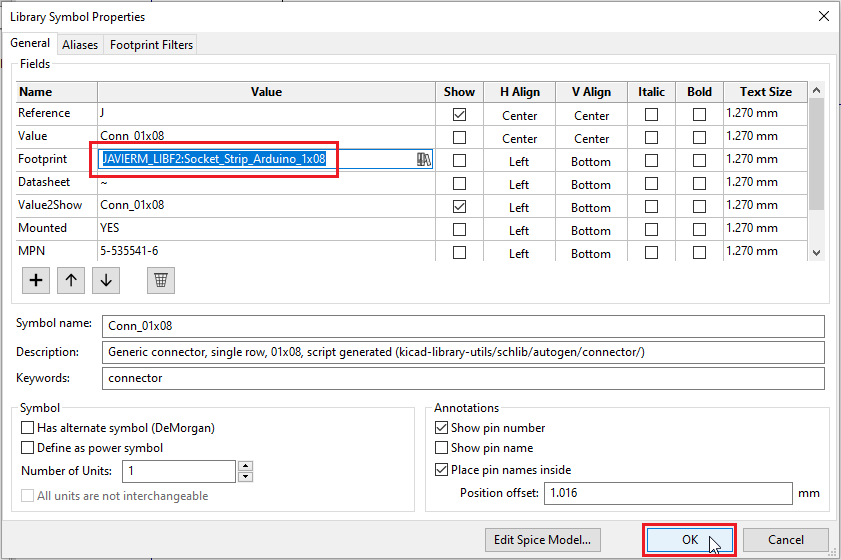 Library Symbol Properties
General Aliases Footprint Filters
Fields
Name Value Show H Align V Align Italic Bold Text Size
Reference J Center Center 1.270 mm
Value Conn_01x08 Center Center 1.270 mm
Footprint JAVIERM_LIBF2:Socket_Strip_Arduino_1x08 Left Bottom 1.270 mm
Datasheet ~ Left Bottom 1.270 mm
Value2Show Conn_01x08 Left Bottom 1.270 mm
Mounted YES Left Bottom 1.270 mm
MPN 5-535541-6 Left Bottom 1.270 mm
Symbol name: Conn_01x08
Description: Generic connector, single row, 01x08, script generated (kicad-library-utils/schlib/autogen/connector/)
Keywords: connector
Symbol Annotations
Has alternate symbol (DeMorgan) Show pin number
Define as power symbol Show pin name
Number of Units: 1 Place pin names inside
All units are not interchangeable Position offset: 1.016 mm
Edit Spice Model... OK Cancel